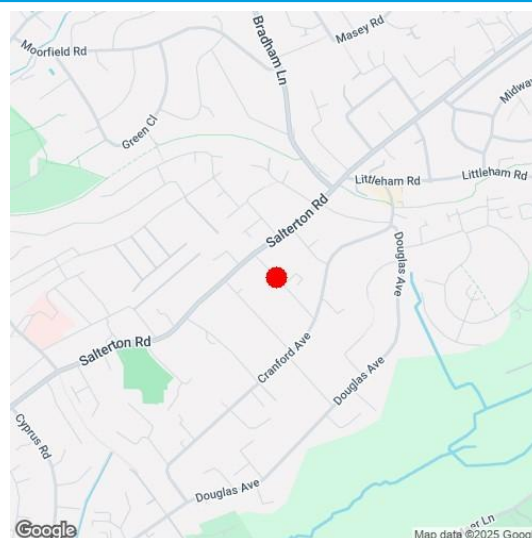 Moorfield Rd
Bradham Ln
Masey Rd
Green Cl
Littleham Rd
Littleham Rd
Salterton Rd
Douglas Ave
Salterton Rd
Cranford Ave
Douglas Ave
Cyprus Rd
Douglas Ave
Google
Map data ©2025 Goog